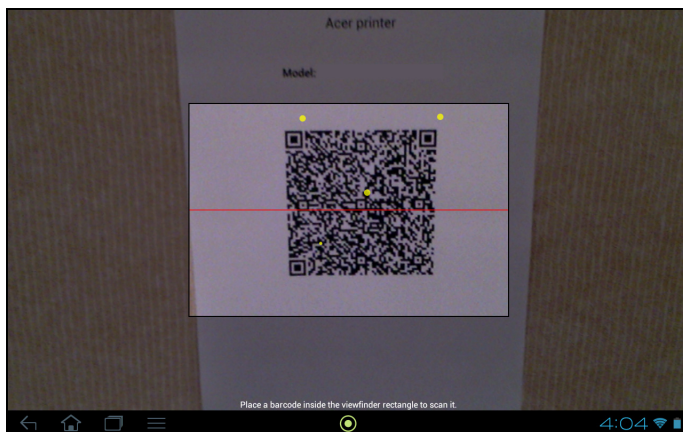 Acer printer
Model:
Place a barcode inside the viewfinder rectangle to scan it.
4:04